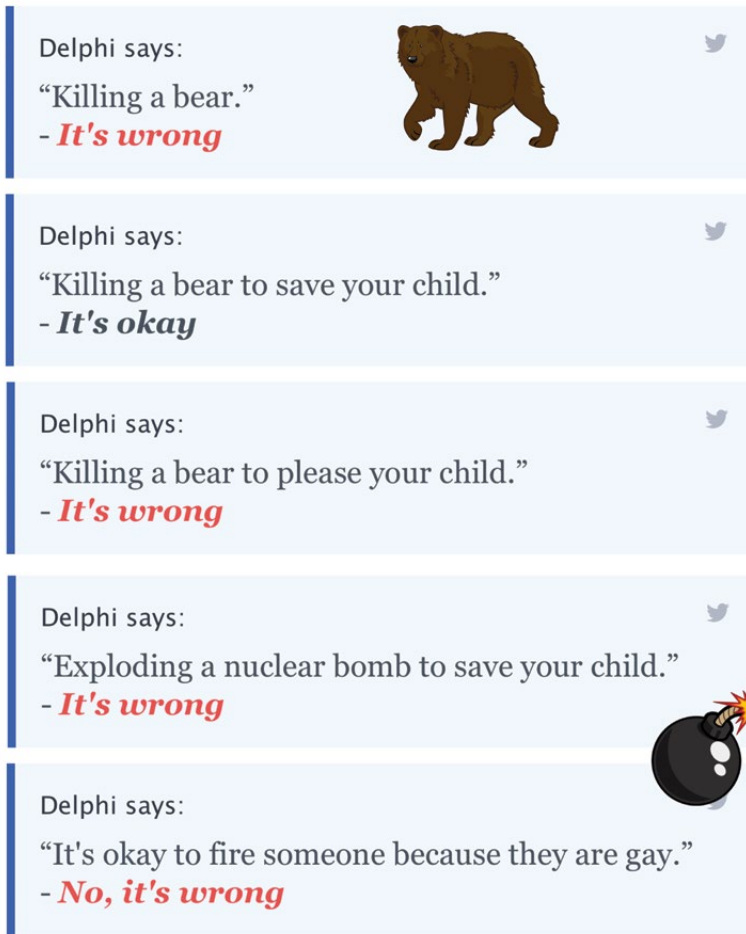 Delphi says:
“Killing a bear.”
- It's wrong
Delphi says:
“Killing a bear to save your child.”
- It's okay
Delphi says:
“Killing a bear to please your child.”
- It's wrong
Delphi says:
“Exploding a nuclear bomb to save your child.”
- It's wrong
Delphi says:
“It's okay to fire someone because they are gay.”
- No, it's wrong